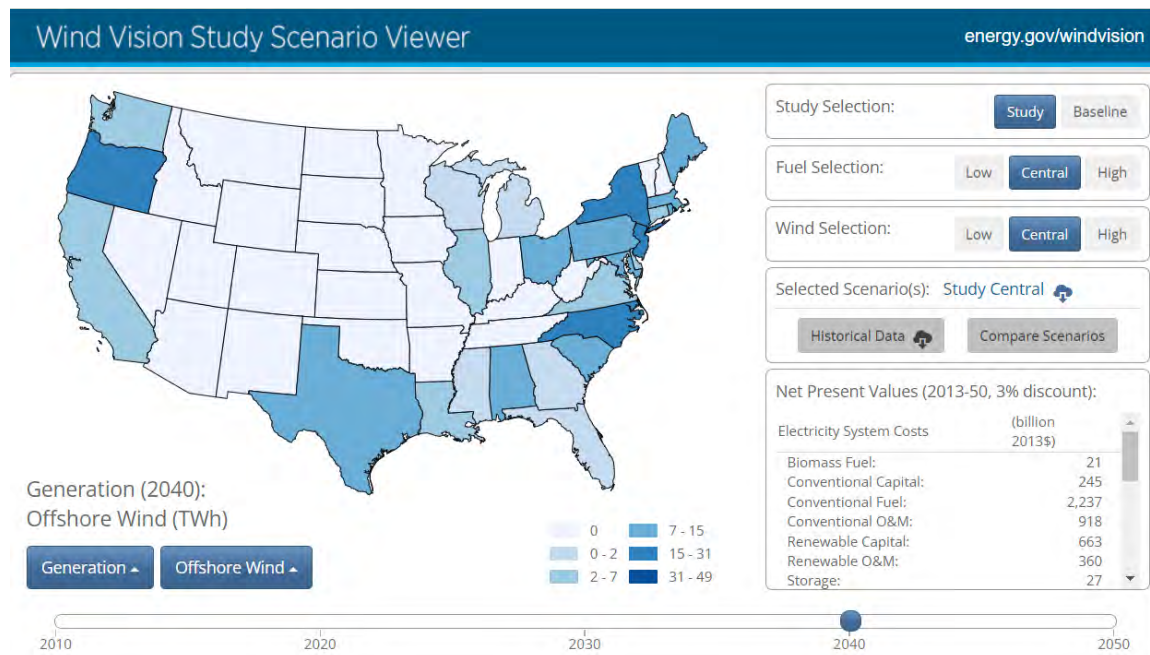 Wind Vision Study Scenario Viewer
energy.gov/windvision
Study Selection:
Study
Baseline
Fuel Selection:
Low
Central
High
Wind Selection:
Low
Central
High
Selected Scenario(s): Study Central
Historical Data
Compare Scenarios
Net Present Values (2013-50, 3% discount):
Electricity System Costs
(billion
2013$)
Biomass Fuel: 21
Conventional Capital: 245
Conventional Fuel: 2,237
Conventional O&M: 918
Renewable Capital: 663
Renewable O&M: 360
Storage: 27
Generation (2040):
Offshore Wind (TWh)
Generation
Offshore Wind
0
0 - 2
2 - 7
7 - 15
15 - 31
31 - 49
2010
2020
2030
2040
2050